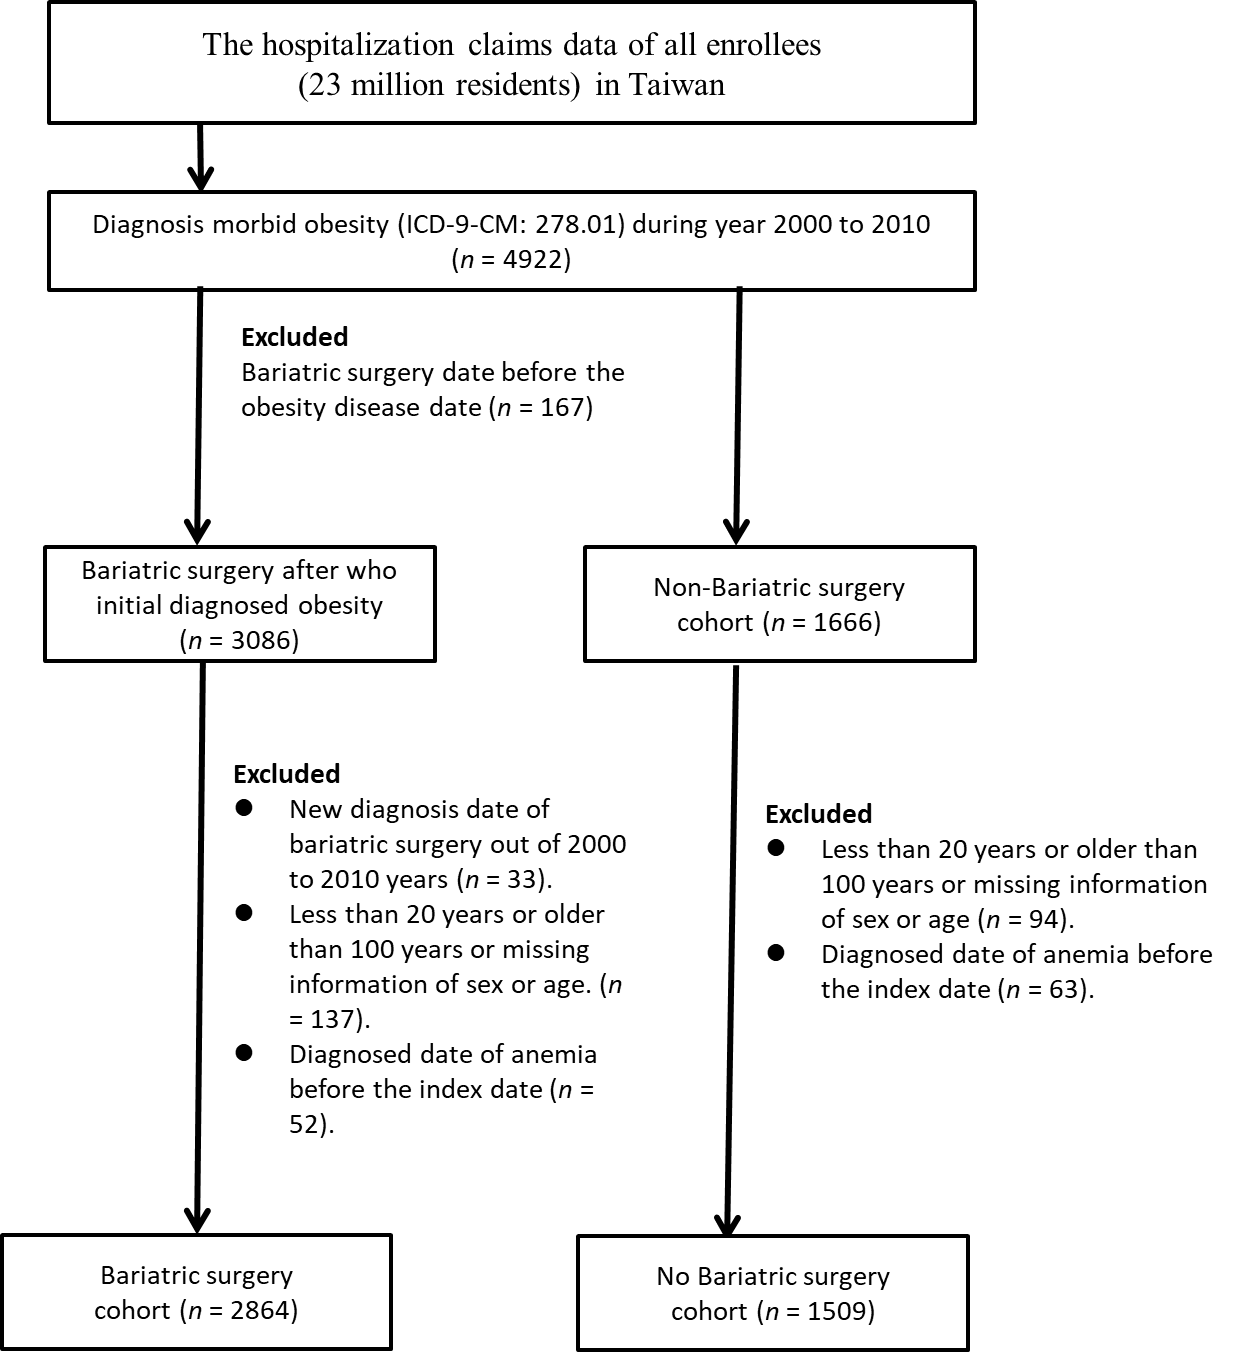 The hospitalization claims data of all enrollees
(23 million residents) in Taiwan
Diagnosis morbid obesity (ICD-9-CM: 278.01) during year 2000 to 2010
(n = 4922)
Excluded
Bariatric surgery date before the
obesity disease date (n = 167)
Bariatric surgery after who
initial diagnosed obesity
(n = 3086)
Non-Bariatric surgery
cohort (n = 1666)
Excluded
● New diagnosis date of
bariatric surgery out of 2000
to 2010 years (n = 33).
● Less than 20 years or older
than 100 years or missing
information of sex or age. (n
= 137).
● Diagnosed date of anemia
before the index date (n =
52).
Excluded
● Less than 20 years or older than
100 years or missing information
of sex or age (n = 94).
● Diagnosed date of anemia before
the index date (n = 63).
Bariatric surgery
cohort (n = 2864)
No Bariatric surgery
cohort (n = 1509)